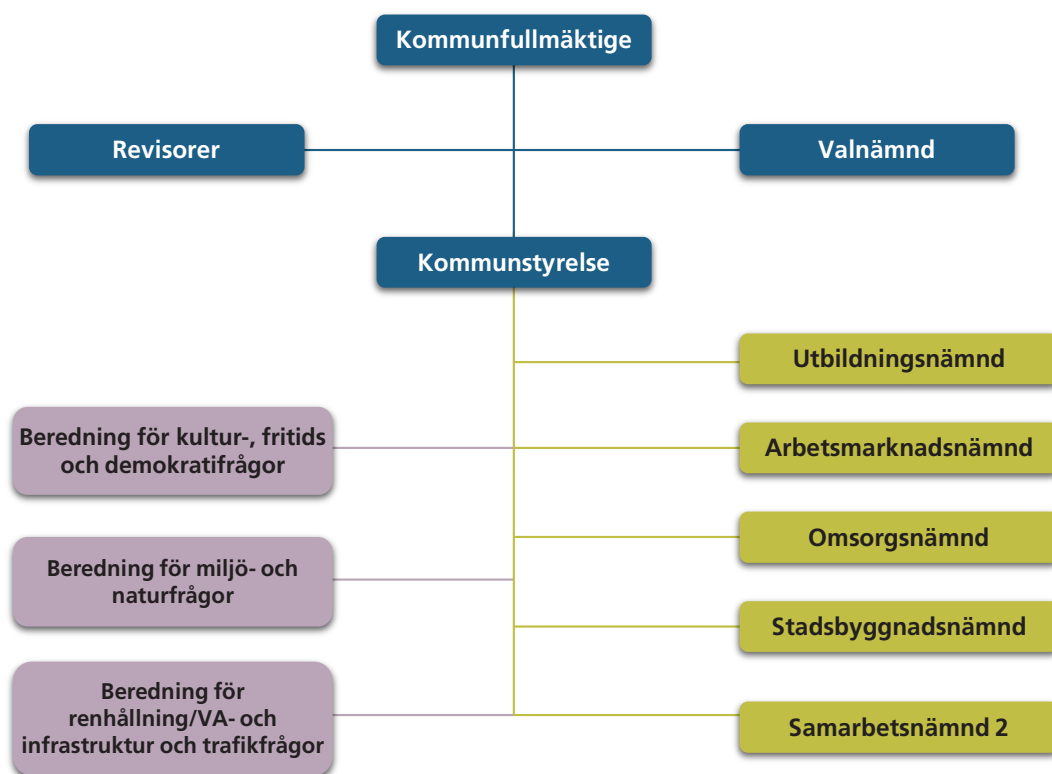 Kommunfullmäktige
Revisorer
Valnämnd
Kommunstyrelse
Utbildningsnämnd
Beredning för kultur-, fritids
och demokratifrågor
Arbetsmarknadsnämnd
Omsorgsnämnd
Beredning för miljö- och
naturfrågor
Stadsbyggnadsnämnd
Beredning för
renhållning/VA- och
infrastruktur och trafikfrågor
Samarbetsnämnd 2